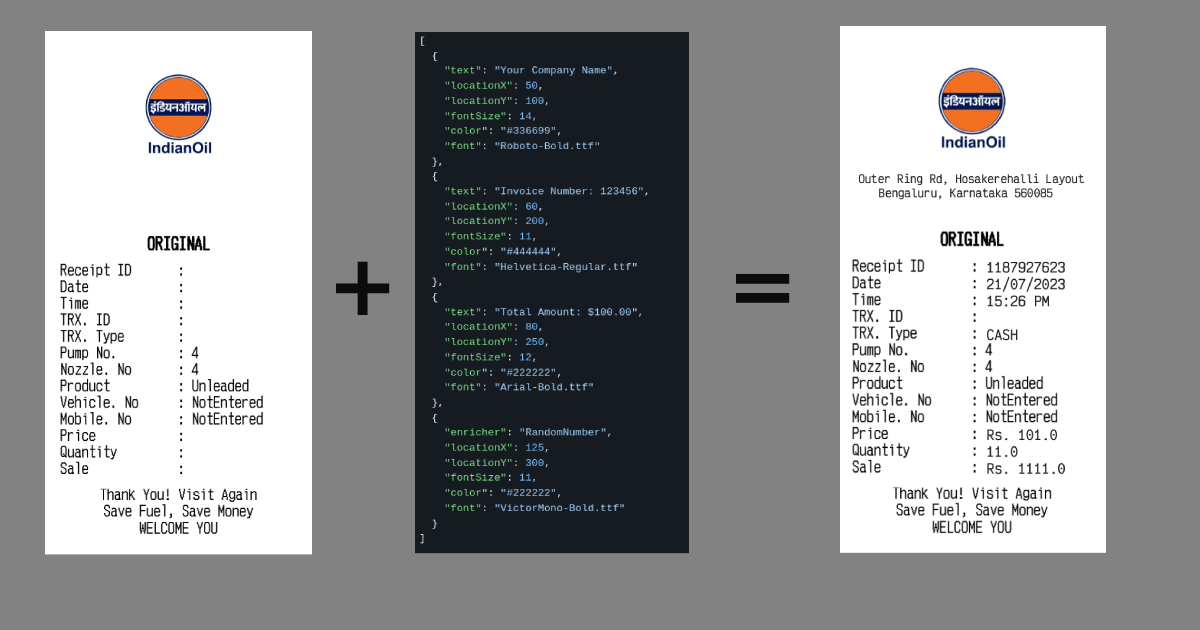 इंडियनऑयल
IndianOil
ORIGINAL
Receipt ID :
Date :
Time :
TRX. ID :
TRX. Type :
Pump No. : 4
Nozzle. No : 4
Product : Unleaded
Vehicle. No : NotEntered
Mobile. No : NotEntered
Price :
Quantity :
Sale :
Thank You! Visit Again
Save Fuel, Save Money
WELCOME YOU
+
[
{
"text": "Your Company Name",
"locationX": 50,
"locationY": 100,
"fontSize": 14,
"color": "#336699",
"font": "Roboto-Bold.ttf"
},
{
"text": "Invoice Number: 123456",
"locationX": 60,
"locationY": 200,
"fontSize": 11,
"color": "#444444",
"font": "Helvetica-Regular.ttf"
},
{
"text": "Total Amount: $100.00",
"locationX": 80,
"locationY": 250,
"fontSize": 12,
"color": "#222222",
"font": "Arial-Bold.ttf"
},
{
"enricher": "RandomNumber",
"locationX": 125,
"locationY": 300,
"fontSize": 11,
"color": "#222222",
"font": "VictorMono-Bold.ttf"
}
]
=
इंडियनऑयल
IndianOil
Outer Ring Rd, Hosakerehalli Layout
Bengaluru, Karnataka 560085
ORIGINAL
Receipt ID : 1187927623
Date : 21/07/2023
Time : 15:26 PM
TRX. ID :
TRX. Type : CASH
Pump No. : 4
Nozzle. No : 4
Product : Unleaded
Vehicle. No : NotEntered
Mobile. No : NotEntered
Price : Rs. 101.0
Quantity : 11.0
Sale : Rs. 1111.0
Thank You! Visit Again
Save Fuel, Save Money
WELCOME YOU